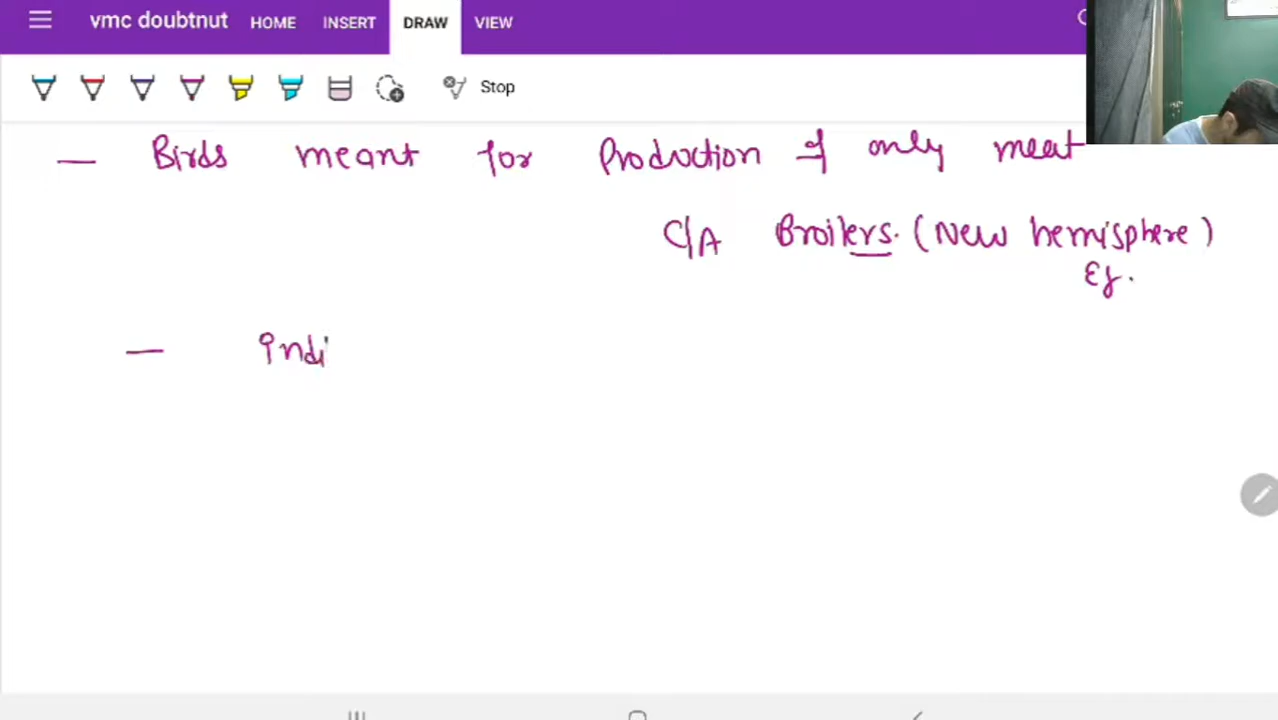 vmc doubtnut HOME INSERT DRAW VIEW
Stop
— Birds meant for Production of only meat
C/A Broilers. (New hemisphere)
Eg.
— indi